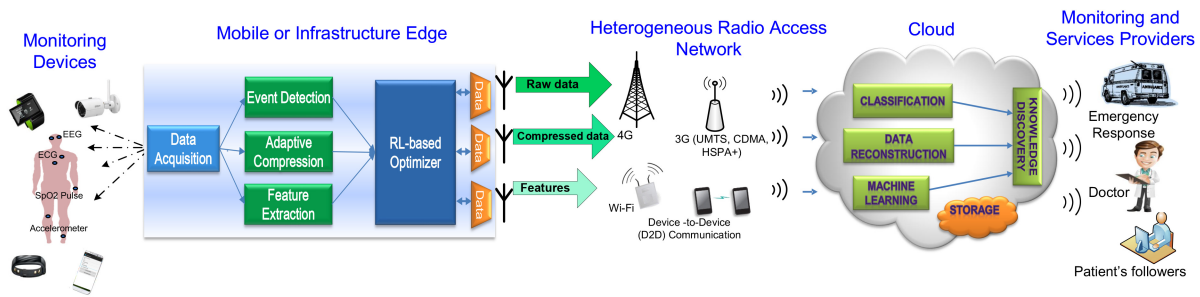 Monitoring
Devices
EEG
ECG
SpO2 Pulse
Accelerometer
Mobile or Infrastructure Edge
Data
Acquisition
Event Detection
Adaptive
Compression
Feature
Extraction
RL-based
Optimizer
Data
Data
Data
Raw data
Compressed data
Features
Heterogeneous Radio Access
Network
4G
3G (UMTS, CDMA,
HSPA+)
Wi-Fi
Device -to-Device
(D2D) Communication
Cloud
CLASSIFICATION
DATA
RECONSTRUCTION
MACHINE
LEARNING
KNOWLEDGE
DISCOVERY
STORAGE
Monitoring and
Services Providers
AMBULANCE
Emergency
Response
Doctor
Patient's followers